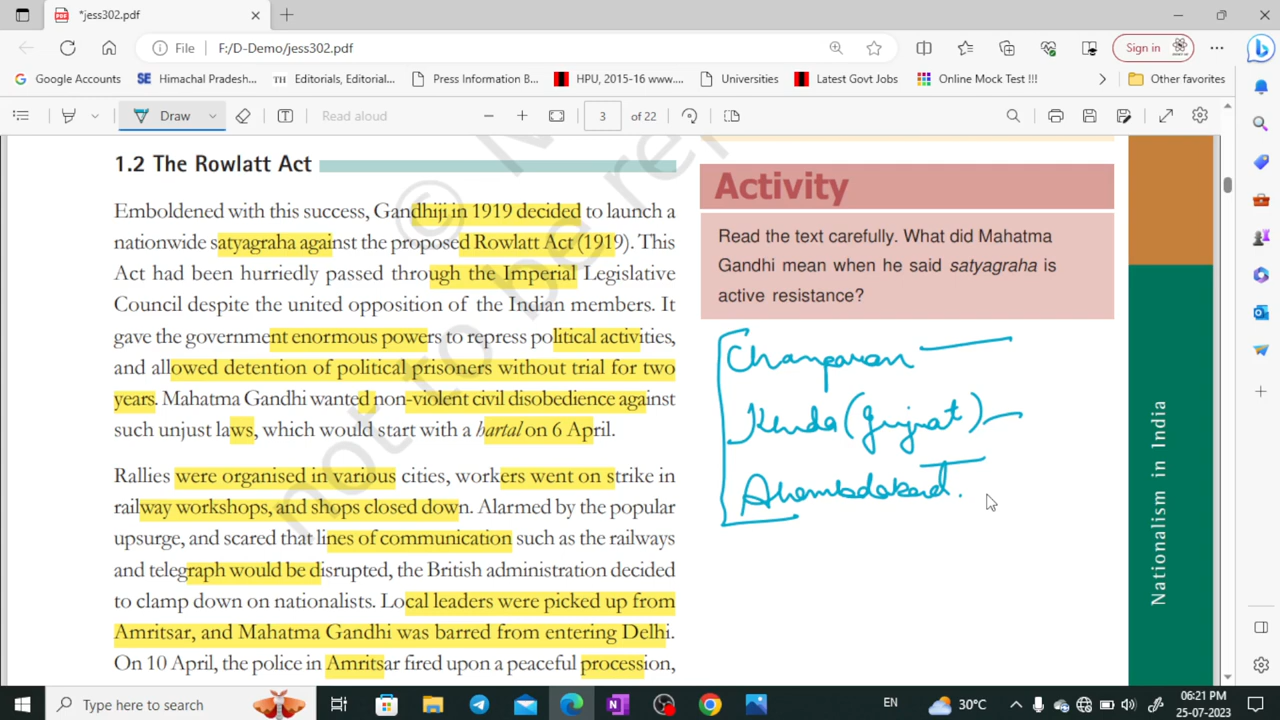 *jess302.pdf
File
F:/D-Demo/jess302.pdf
Sign in
Google Accounts
SE Himachal Pradesh...
TH Editorials, Editorial...
Press Information B...
HPU, 2015-16 www....
Universities
Latest Govt Jobs
Online Mock Test !!!
Other favorites
Draw
Read aloud
3 of 22
1.2 The Rowlatt Act
Emboldened with this success, Gandhiji in 1919 decided to launch a
nationwide satyagraha against the proposed Rowlatt Act (1919). This
Act had been hurriedly passed through the Imperial Legislative
Council despite the united opposition of the Indian members. It
gave the government enormous powers to repress political activities,
and allowed detention of political prisoners without trial for two
years. Mahatma Gandhi wanted non-violent civil disobedience against
such unjust laws, which would start with a hartal on 6 April.
Rallies were organised in various cities, workers went on strike in
railway workshops, and shops closed down. Alarmed by the popular
upsurge, and scared that lines of communication such as the railways
and telegraph would be disrupted, the British administration decided
to clamp down on nationalists. Local leaders were picked up from
Amritsar, and Mahatma Gandhi was barred from entering Delhi.
On 10 April, the police in Amritsar fired upon a peaceful procession,
Activity
Read the text carefully. What did Mahatma
Gandhi mean when he said satyagraha is
active resistance?
Champaran
(Gujrat)
Nationalism in India
© N
not to be re
Type here to search
30°C
EN
06:21 PM
25-07-2023